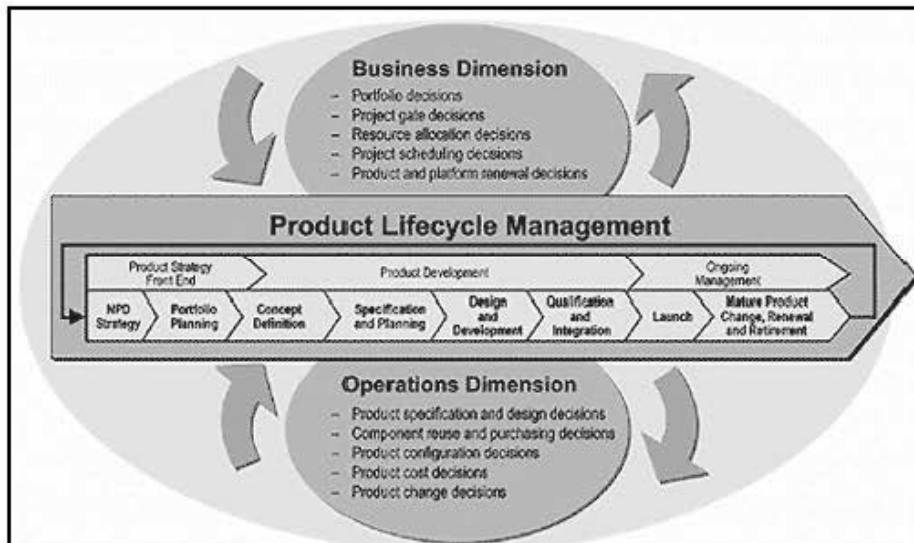 Business Dimension
– Portfolio decisions
– Project gate decisions
– Resource allocation decisions
– Project scheduling decisions
– Product and platform renewal decisions
Product Lifecycle Management
Product Strategy
Front End
Product Development
Ongoing
Management
NPD
Strategy
Portfolio
Planning
Concept
Definition
Specification
and Planning
Design
and
Development
Qualification
and
Integration
Launch
Mature Product
Change, Renewal
and Retirement
Operations Dimension
– Product specification and design decisions
– Component reuse and purchasing decisions
– Product configuration decisions
– Product cost decisions
– Product change decisions